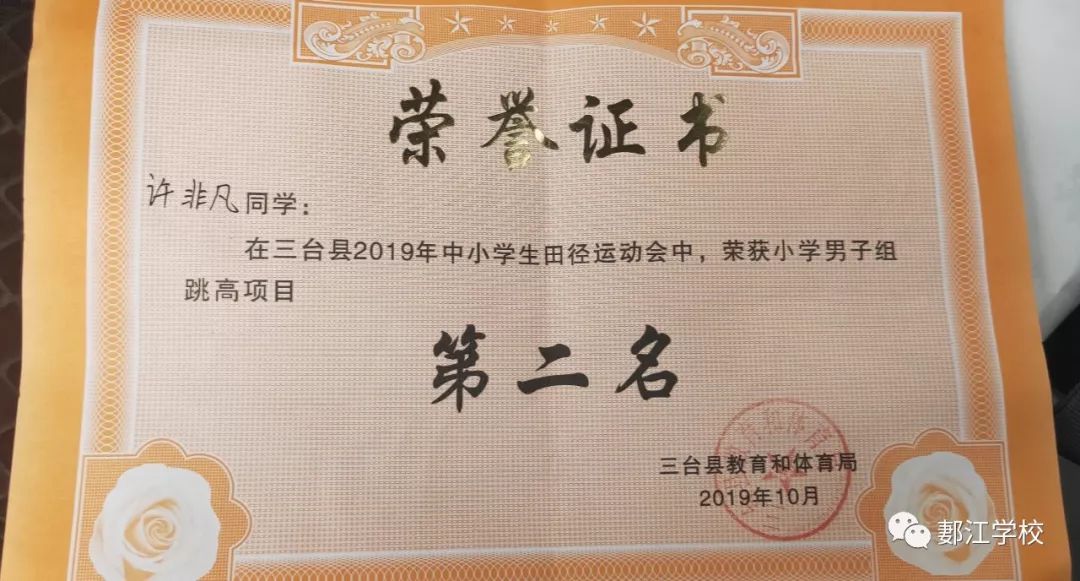 荣誉证书
许非凡同学：
在三台县2019年中小学生田径运动会中，荣获小学男子组
跳高项目
第二名
三台县教育和体育局
2019年10月
郪江学校